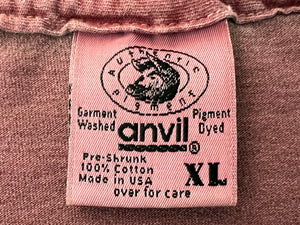 Authentic
Pigment
Garment Pigment
Washed Dyed
anvil®
Pre-Shrunk
100% Cotton
Made in USA
over for care
XL